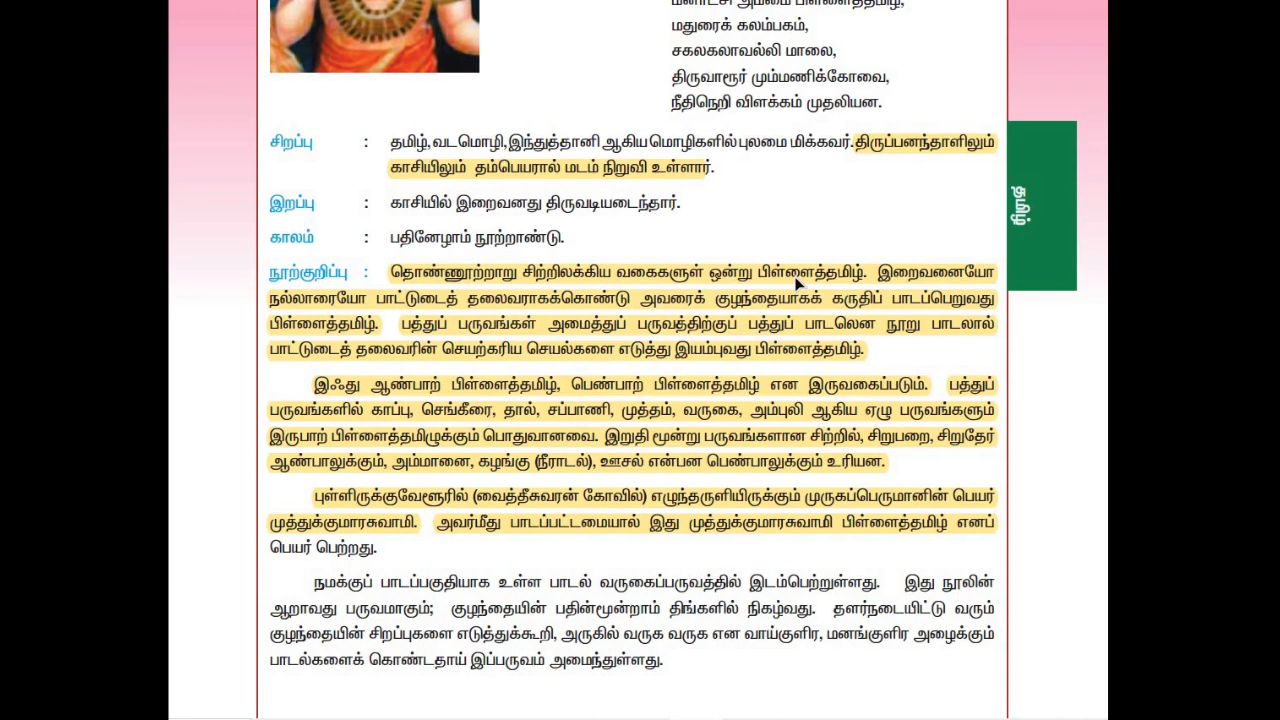 மீனாட்சி அம்மை பிள்ளைத்தமிழ்,
மதுரைக் கலம்பகம்,
சகலகலாவல்லி மாலை,
திருவாரூர் மும்மணிக்கோவை,
நீதிநெறி விளக்கம் முதலியன.
சிறப்பு : தமிழ், வடமொழி, இந்துத்தானி ஆகிய மொழிகளில் புலமை மிக்கவர். திருப்பனந்தாளிலும்
காசியிலும் தம்பெயரால் மடம் நிறுவி உள்ளார்.
இறப்பு : காசியில் இறைவனது திருவடியடைந்தார்.
காலம் : பதினேழாம் நூற்றாண்டு.
தமிழ்
நூற்குறிப்பு : தொண்ணூற்றாறு சிற்றிலக்கிய வகைகளுள் ஒன்று பிள்ளைத்தமிழ். இறைவனையோ
நல்லாரையோ பாட்டுடைத் தலைவராகக்கொண்டு அவரைக் குழந்தையாகக் கருதிப் பாடப்பெறுவது
பிள்ளைத்தமிழ். பத்துப் பருவங்கள் அமைத்துப் பருவத்திற்குப் பத்துப் பாடலென நூறு பாடலால்
பாட்டுடைத் தலைவரின் செயற்கரிய செயல்களை எடுத்து இயம்புவது பிள்ளைத்தமிழ்.
இஃது ஆண்பாற் பிள்ளைத்தமிழ், பெண்பாற் பிள்ளைத்தமிழ் என இருவகைப்படும். பத்துப்
பருவங்களில் காப்பு, செங்கீரை, தால், சப்பாணி, முத்தம், வருகை, அம்புலி ஆகிய ஏழு பருவங்களும்
இருபாற் பிள்ளைத்தமிழுக்கும் பொதுவானவை. இறுதி மூன்று பருவங்களான சிற்றில், சிறுபறை, சிறுதேர்
ஆண்பாலுக்கும், அம்மானை, கழங்கு (நீராடல்), ஊசல் என்பன பெண்பாலுக்கும் உரியன.
புள்ளிருக்குவேளூரில் (வைத்தீசுவரன் கோவில்) எழுந்தருளியிருக்கும் முருகப்பெருமானின் பெயர்
முத்துக்குமாரசுவாமி. அவர்மீது பாடப்பட்டமையால் இது முத்துக்குமாரசுவாமி பிள்ளைத்தமிழ் எனப்
பெயர் பெற்றது.
நமக்குப் பாடப்பகுதியாக உள்ள பாடல் வருகைப்பருவத்தில் இடம்பெற்றுள்ளது. இது நூலின்
ஆறாவது பருவமாகும்; குழந்தையின் பதின்மூன்றாம் திங்களில் நிகழ்வது. தளர்நடையிட்டு வரும்
குழந்தையின் சிறப்புகளை எடுத்துக்கூறி, அருகில் வருக வருக என வாய்குளிர, மனங்குளிர அழைக்கும்
பாடல்களைக் கொண்டதாய் இப்பருவம் அமைந்துள்ளது.